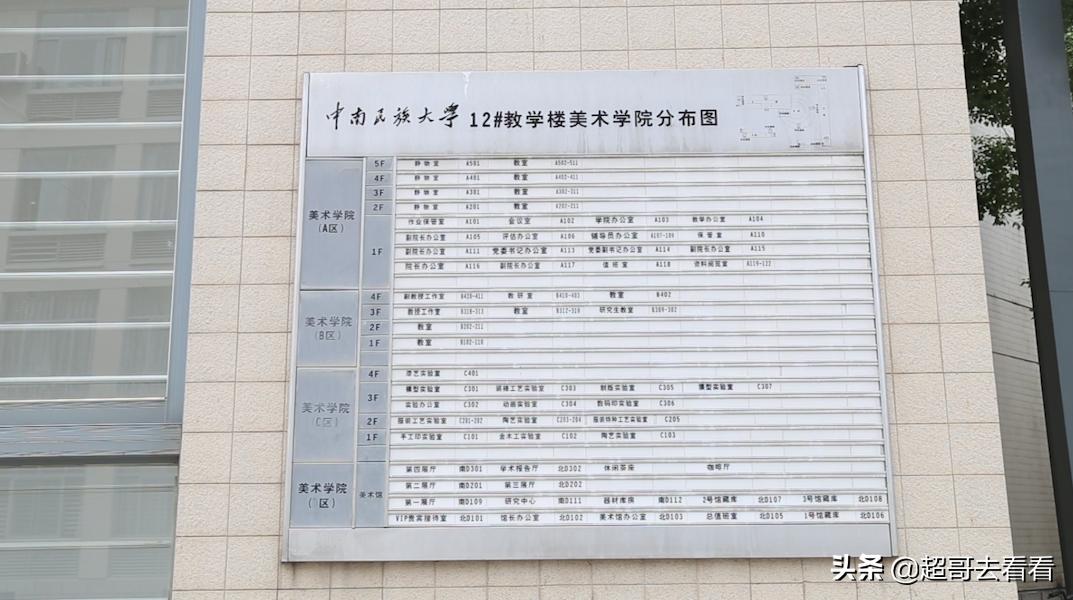 中南民族大学 12#教学楼美术学院分布图
美术学院
(A区)
5F 静物室 A501 教室 A502-511
4F 静物室 A401 教室 A402-411
3F 静物室 A301 教室 A302-311
2F 静物室 A201 教室 A202-211
1F
作业保管室 A101 会议室 A102 学院办公室 A103 教学办公室 A104
副院长办公室 A105 评估办公室 A106 辅导员办公室 A107-109 保管室 A110
副院长办公室 A111 党委书记办公室 A113 党委副书记办公室 A114 副院长办公室 A115
院长办公室 A116 副院长办公室 A117 值班室 A118 资料阅览室 A119-122
美术学院
(B区)
4F 副教授工作室 教研室 教室 B402
3F 教授工作室 教室 研究生教室
2F 教室 B202-211
1F 教室 B102-110
美术学院
(C区)
4F 漆艺实验室 C401
3F
模型实验室 C301 装裱工艺实验室 C303 制版实验室 C305 模型实验室 C307
实验办公室 C302 动画实验室 C304 数码印实验室 C306
2F 服装工艺实验室 C201-202 陶艺实验室 C203-204 服装特种工艺实验室 C205
1F 手工印实验室 C101 金木工实验室 C102 陶艺实验室 C103
美术学院
( 区)
美术馆
第四展厅 南D301 学术报告厅 北D302 休闲茶座 咖啡厅
第二展厅 南D201 第三展厅 北D202
第一展厅 南D109 研究中心 南D111 器材库房 南D112 2号馆藏库 北D107 3号馆藏库 北D108
VIP贵宾接待室 北D101 馆长办公室 北D102 美术馆办公室 北D103 总值班室 北D105 1号馆藏库 北D106
头条 @超哥去看看